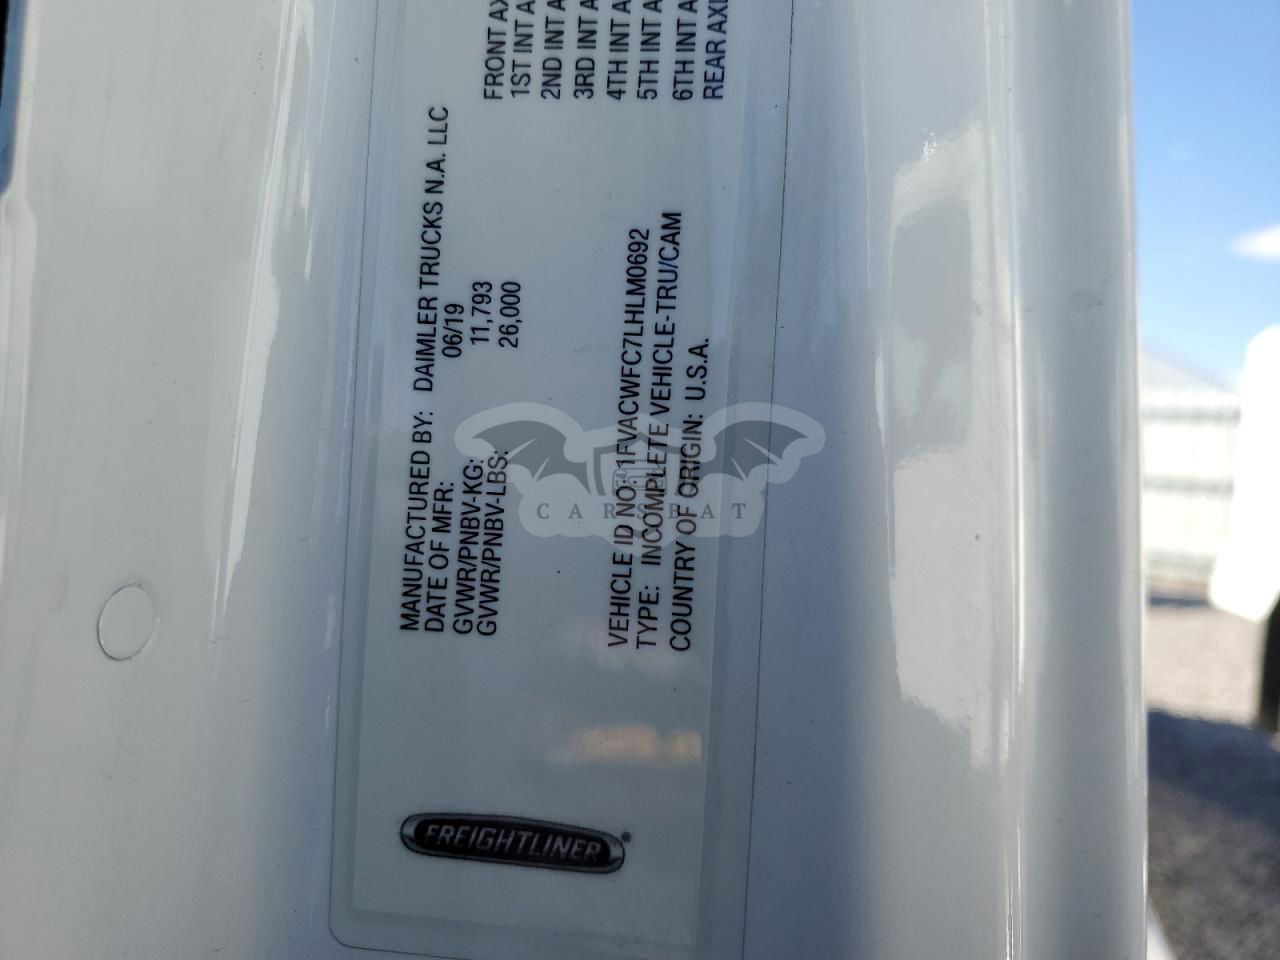 MANUFACTURED BY: DAIMLER TRUCKS N.A. LLC
DATE OF MFR: 06/19
GVWR/PNBV-KG: 11,793
GVWR/PNBV-LBS: 26,000
FRONT AX
1ST INT A
2ND INT A
3RD INT A
4TH INT A
5TH INT A
6TH INT A
REAR AXL
VEHICLE ID NO: 1FVACWFC7LHLM0692
TYPE: INCOMPLETE VEHICLE-TRU/CAM
COUNTRY OF ORIGIN: U.S.A.
FREIGHTLINER®
CARSBAT